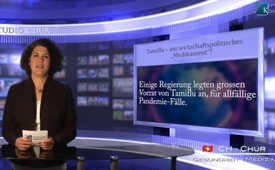 STUDIO CHUR
Tamiflu – ein wirtschaftspolitisches
„Medikament“?
Einige Regierung legten grossen
Vorrat von Tamiflu an, für allfällige
Pandemie-Fälle.
CH-CHUR
GESUNDHEIT - MEDIZIN